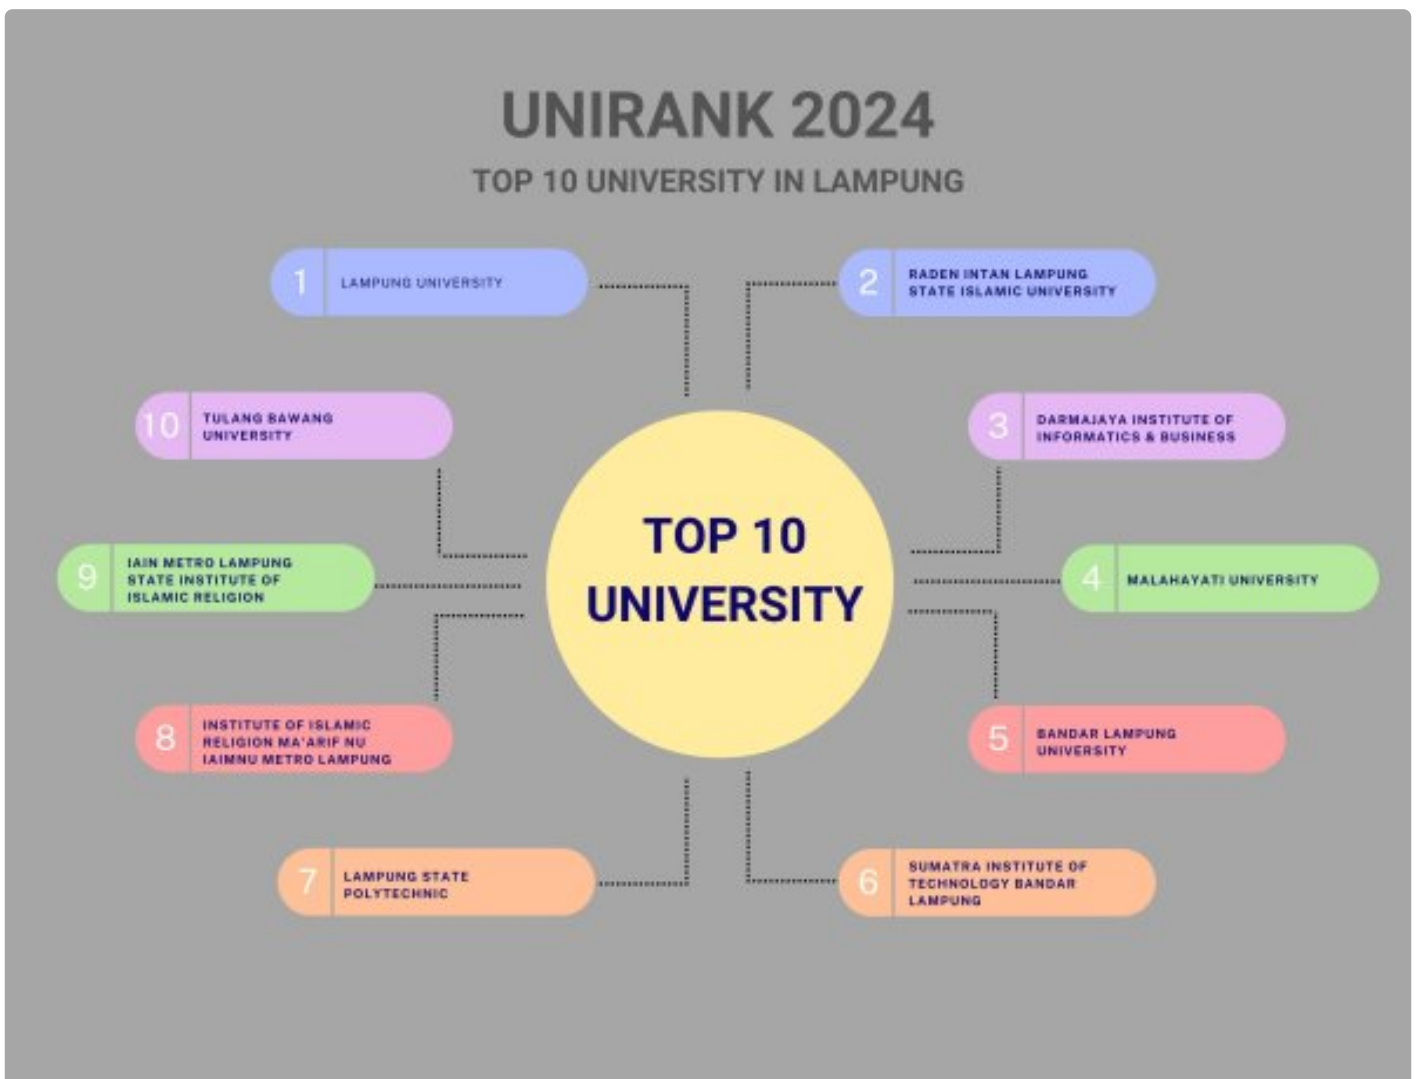 UNIRANK 2024
TOP 10 UNIVERSITY IN LAMPUNG
1
LAMPUNG UNIVERSITY
2
RADEN INTAN LAMPUNG
STATE ISLAMIC UNIVERSITY
3
DARMAJAYA INSTITUTE OF
INFORMATICS & BUSINESS
4
MALAHAYATI UNIVERSITY
5
BANDAR LAMPUNG
UNIVERSITY
6
SUMATRA INSTITUTE OF
TECHNOLOGY BANDAR
LAMPUNG
7
LAMPUNG STATE
POLYTECHNIC
8
INSTITUTE OF ISLAMIC
RELIGION MA'ARIF NU
IAIMNU METRO LAMPUNG
9
IAIN METRO LAMPUNG
STATE INSTITUTE OF
ISLAMIC RELIGION
10
TULANG BAWANG
UNIVERSITY
TOP 10
UNIVERSITY